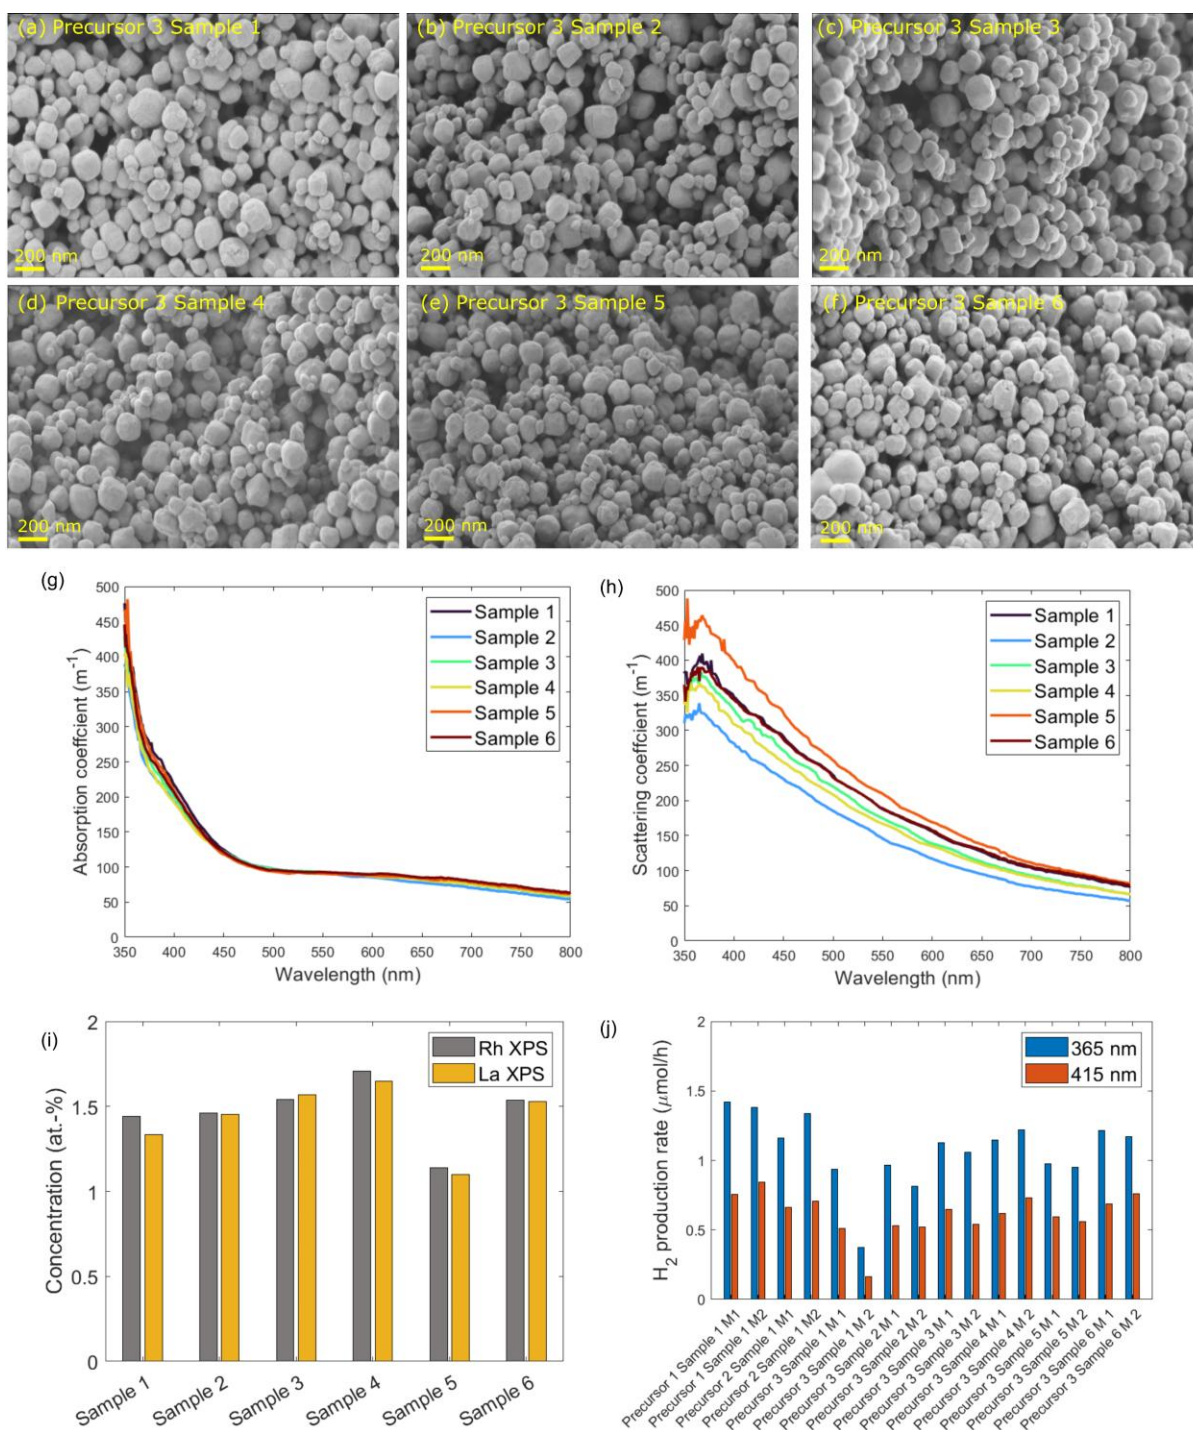 (a) Precursor 3 Sample 1
200 nm
(b) Precursor 3 Sample 2
200 nm
(c) Precursor 3 Sample 3
200 nm
(d) Precursor 3 Sample 4
200 nm
(e) Precursor 3 Sample 5
200 nm
(f) Precursor 3 Sample 6
200 nm
(g)
500
450
400
350
300
250
200
150
100
50
0
Absorption coeffcient (m⁻¹)
Sample 1
Sample 2
Sample 3
Sample 4
Sample 5
Sample 6
350 400 450 500 550 600 650 700 750 800
Wavelength (nm)
(h)
500
450
400
350
300
250
200
150
100
50
0
Scattering coeffcient (m⁻¹)
Sample 1
Sample 2
Sample 3
Sample 4
Sample 5
Sample 6
350 400 450 500 550 600 650 700 750 800
Wavelength (nm)
(i)
2
1.5
1
0.5
0
Concentration (at.-%)
Rh XPS
La XPS
Sample 1
Sample 2
Sample 3
Sample 4
Sample 5
Sample 6
(j)
2
1.5
1
0.5
0
H₂ production rate (μmol/h)
365 nm
415 nm
Precursor 1 Sample 1 M1
Precursor 1 Sample 1 M2
Precursor 2 Sample 1 M1
Precursor 2 Sample 1 M2
Precursor 3 Sample 1 M 1
Precursor 3 Sample 1 M 2
Precursor 3 Sample 2 M 1
Precursor 3 Sample 2 M 2
Precursor 3 Sample 3 M 1
Precursor 3 Sample 3 M 2
Precursor 3 Sample 4 M 1
Precursor 3 Sample 4 M 2
Precursor 3 Sample 5 M 1
Precursor 3 Sample 5 M 2
Precursor 3 Sample 6 M 1
Precursor 3 Sample 6 M 2